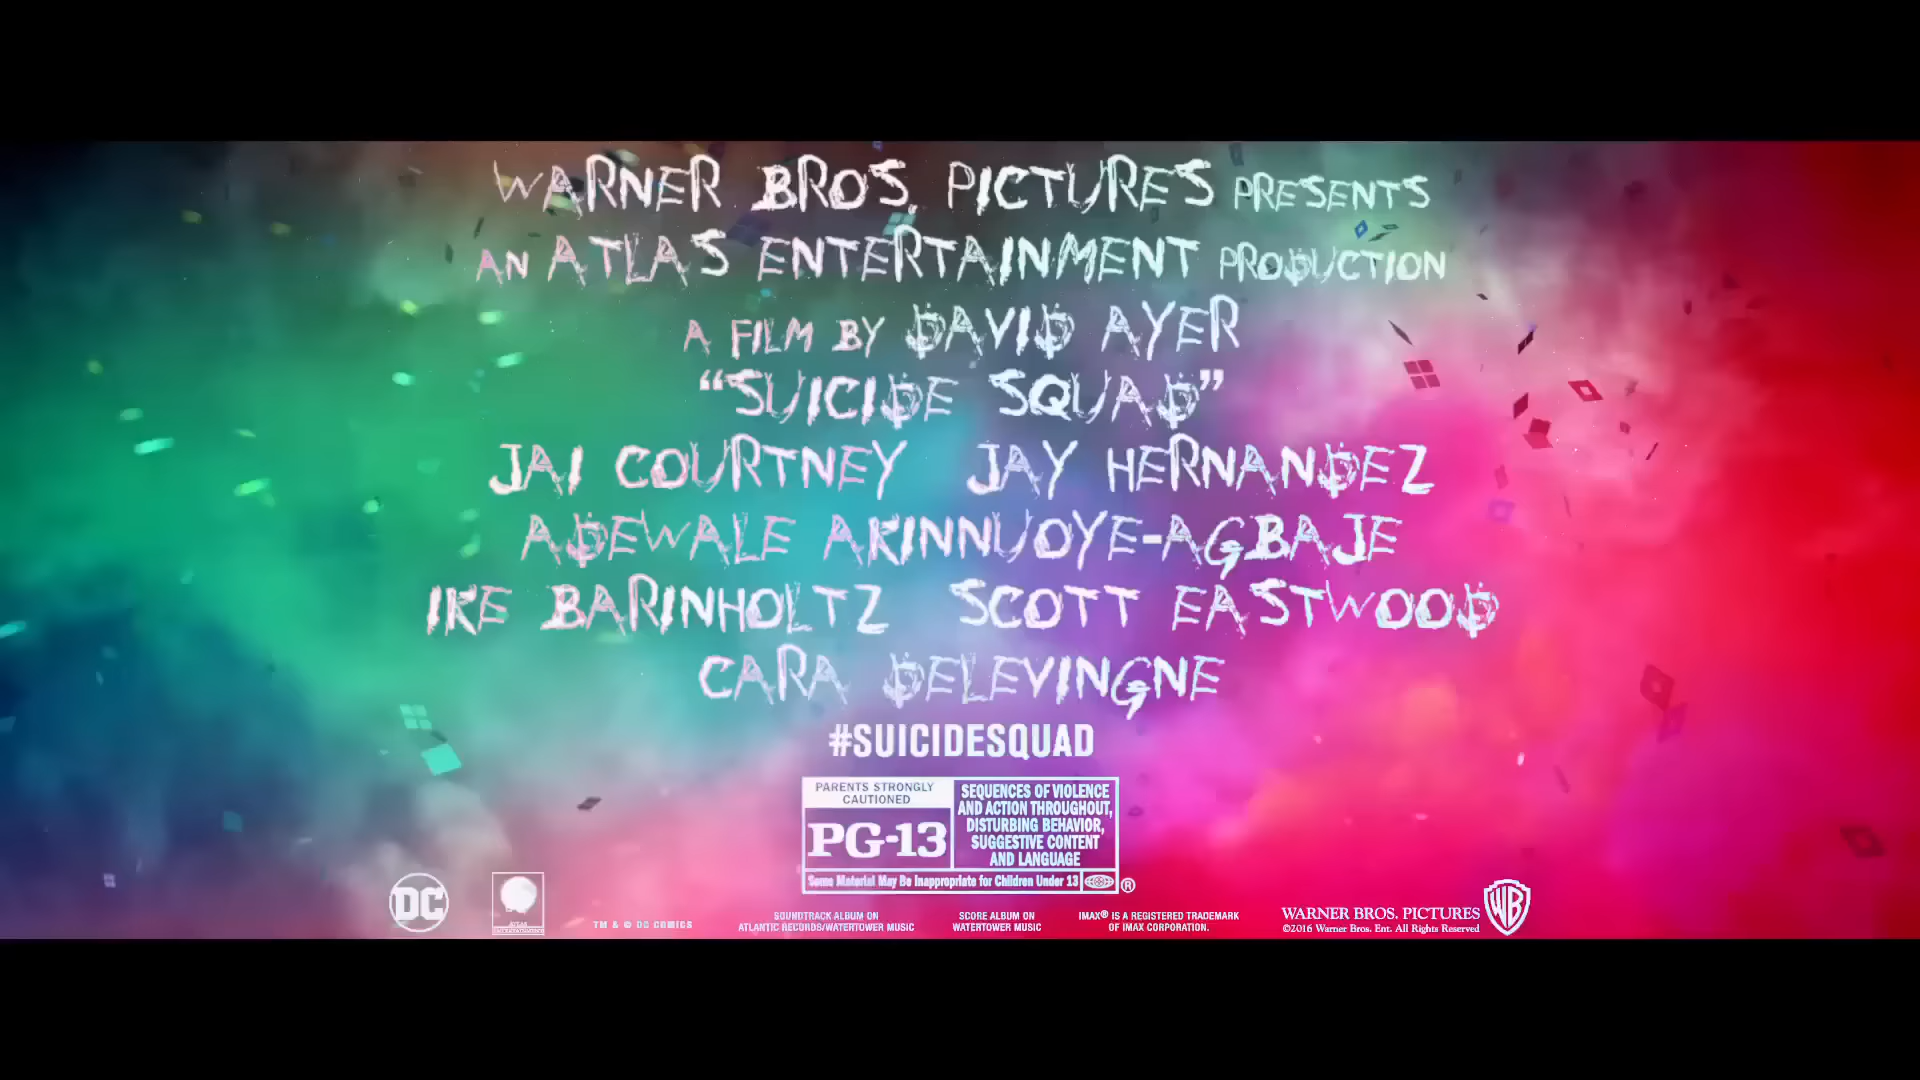 WARNER BROS. PICTURES PRESENTS
AN ATLAS ENTERTAINMENT PRODUCTION
A FILM BY DAVID AYER
“SUICIDE SQUAD”
JAI COURTNEY JAY HERNANDEZ
ADEWALE AKINNUOYE-AGBAJE
IKE BARINHOLTZ SCOTT EASTWOOD
CARA DELEVINGNE
#SUICIDESQUAD
PARENTS STRONGLY
CAUTIONED
PG-13
SEQUENCES OF VIOLENCE
AND ACTION THROUGHOUT,
DISTURBING BEHAVIOR,
SUGGESTIVE CONTENT
AND LANGUAGE
Some Material May Be Inappropriate for Children Under 13
®
DC
ATLAS
ENTERTAINMENT
TM & © DC COMICS
SOUNDTRACK ALBUM ON
ATLANTIC RECORDS/WATERTOWER MUSIC
SCORE ALBUM ON
WATERTOWER MUSIC
IMAX® IS A REGISTERED TRADEMARK
OF IMAX CORPORATION.
WARNER BROS. PICTURES
©2016 Warner Bros. Ent. All Rights Reserved
WB